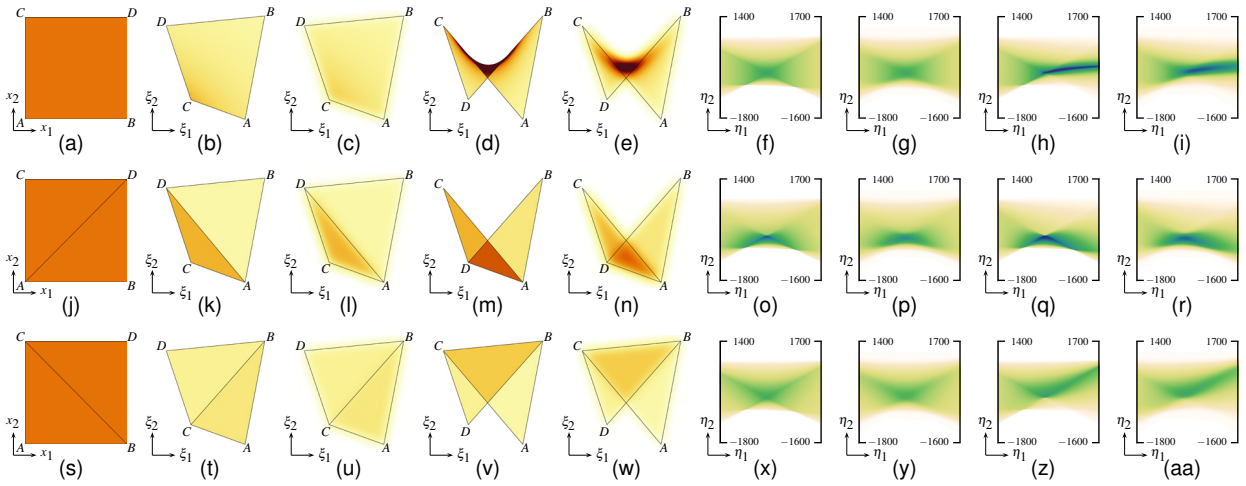 C D D B D B C B C B 1400 1700 1400 1700 1400 1700 1400 1700
x₂ ξ₂ C ξ₂ C ξ₂ D ξ₂ D η₂ η₂ η₂ η₂
A B A A A A −1800 −1600 −1800 −1600 −1800 −1600 −1800 −1600
x₁ ξ₁ ξ₁ ξ₁ ξ₁ η₁ η₁ η₁ η₁
(a) (b) (c) (d) (e) (f) (g) (h) (i)
C D D B D B C B C B 1400 1700 1400 1700 1400 1700 1400 1700
x₂ ξ₂ C ξ₂ C ξ₂ D ξ₂ D η₂ η₂ η₂ η₂
A B A A A A −1800 −1600 −1800 −1600 −1800 −1600 −1800 −1600
x₁ ξ₁ ξ₁ ξ₁ ξ₁ η₁ η₁ η₁ η₁
(j) (k) (l) (m) (n) (o) (p) (q) (r)
C D D B D B C B C B 1400 1700 1400 1700 1400 1700 1400 1700
x₂ ξ₂ C ξ₂ C ξ₂ D ξ₂ D η₂ η₂ η₂ η₂
A B A A A A −1800 −1600 −1800 −1600 −1800 −1600 −1800 −1600
x₁ ξ₁ ξ₁ ξ₁ ξ₁ η₁ η₁ η₁ η₁
(s) (t) (u) (v) (w) (x) (y) (z) (aa)